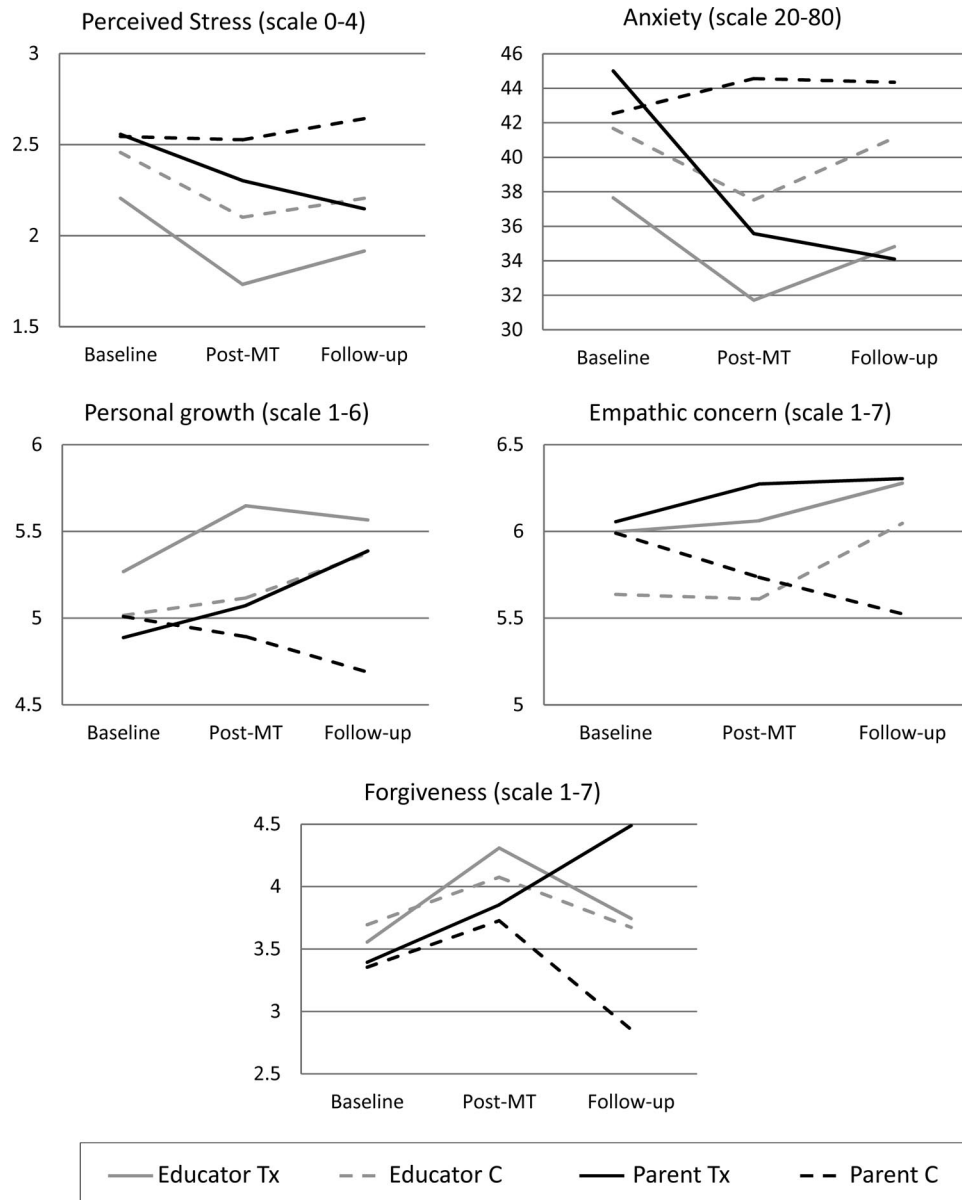 Perceived Stress (scale 0-4)
3
2.5
2
1.5
Baseline Post-MT Follow-up
Anxiety (scale 20-80)
46
44
42
40
38
36
34
32
30
Baseline Post-MT Follow-up
Personal growth (scale 1-6)
6
5.5
5
4.5
Baseline Post-MT Follow-up
Empathic concern (scale 1-7)
6.5
6
5.5
5
Baseline Post-MT Follow-up
Forgiveness (scale 1-7)
4.5
4
3.5
3
2.5
Baseline Post-MT Follow-up
Educator Tx Educator C Parent Tx Parent C